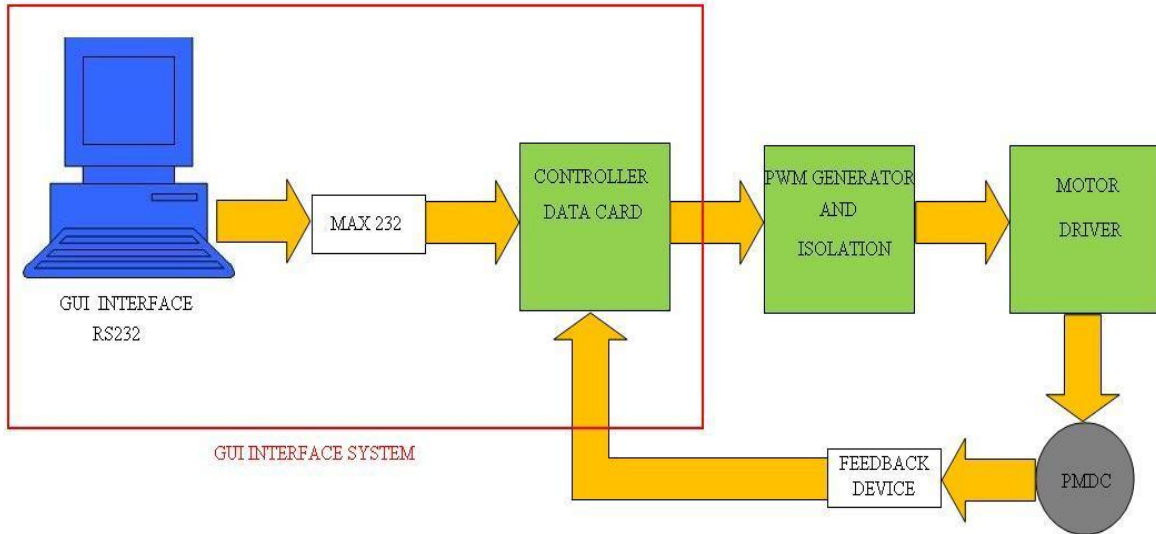 GUI INTERFACE
RS232
MAX 232
CONTROLLER
DATA CARD
PWM GENERATOR
AND
ISOLATION
MOTOR
DRIVER
GUI INTERFACE SYSTEM
FEEDBACK
DEVICE
PMDC